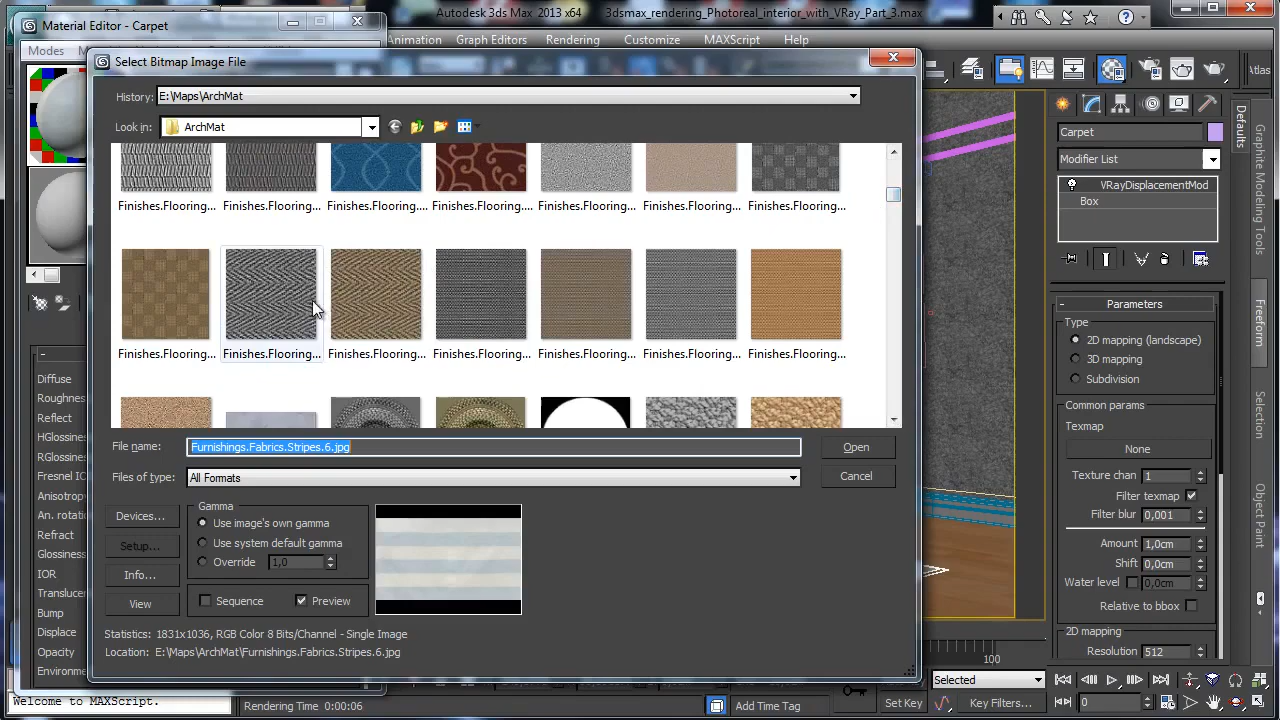 Material Editor - Carpet
Autodesk 3ds Max 2013 x64 3dsmax_rendering_Photoreal_interior_with_VRay_Part_3.max
Modes
Animation Graph Editors Rendering Customize MAXScript Help
Select Bitmap Image File
Atlas
History: E:\Maps\ArchMat
Look in: ArchMat
Finishes.Flooring... Finishes.Flooring... Finishes.Flooring.... Finishes.Flooring.... Finishes.Flooring... Finishes.Flooring... Finishes.Flooring...
Finishes.Flooring... Finishes.Flooring... Finishes.Flooring... Finishes.Flooring... Finishes.Flooring... Finishes.Flooring... Finishes.Flooring...
File name: Furnishings.Fabrics.Stripes.6.jpg Open
Files of type: All Formats Cancel
Devices...
Setup...
Info...
View
Gamma
Use image's own gamma
Use system default gamma
Override 1,0
Sequence Preview
Statistics: 1831x1036, RGB Color 8 Bits/Channel - Single Image
Location: E:\Maps\ArchMat\Furnishings.Fabrics.Stripes.6.jpg
Diffuse
Roughnes
Reflect
HGlossines
RGlossines
Fresnel IO
Anisotrop
An. rotatio
Refract
Glossiness
IOR
Translucer
Bump
Displace
Opacity
Environme
Carpet
Modifier List
VRayDisplacementMod
Box
Parameters
Type
2D mapping (landscape)
3D mapping
Subdivision
Common params
Texmap
None
Texture chan 1
Filter texmap
Filter blur 0,001
Amount 1,0cm
Shift 0,0cm
Water level 0,0cm
Relative to bbox
2D mapping
Resolution 512
Defaults
Graphite Modeling Tools
Freeform
Selection
Object Paint
100
Selected
Set Key Key Filters... 0
Welcome to MAXScript.
Rendering Time 0:00:06
Add Time Tag